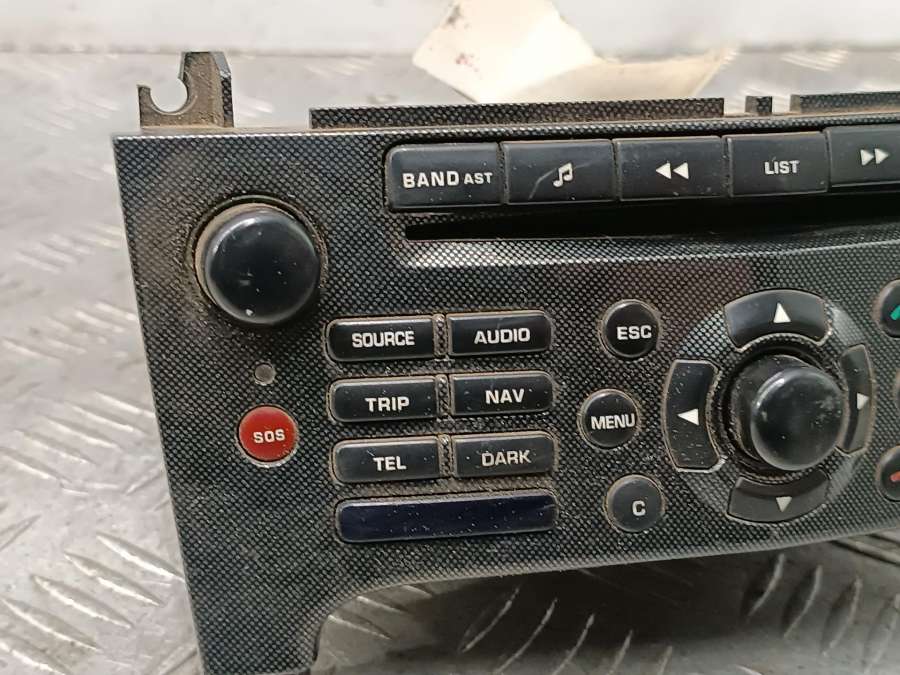 BAND AST
LIST
SOURCE AUDIO
ESC
TRIP NAV
MENU
SOS
TEL DARK
C